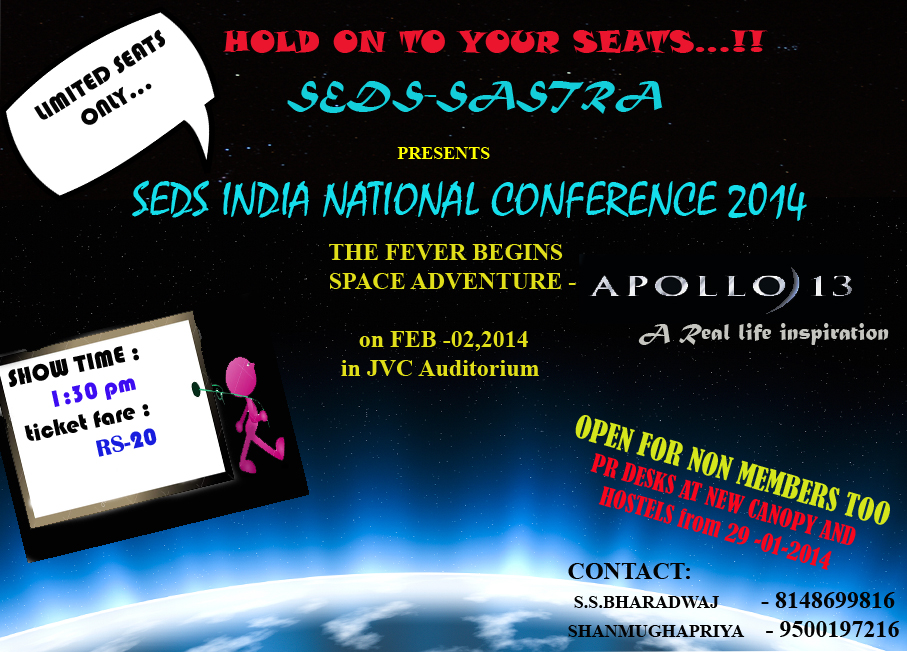 LIMITED SEATS
ONLY...
HOLD ON TO YOUR SEATS...!!
SEDS-SASTRA
PRESENTS
SEDS INDIA NATIONAL CONFERENCE 2014
THE FEVER BEGINS
SPACE ADVENTURE -
APOLLO 13
A Real life inspiration
on FEB -02,2014
in JVC Auditorium
SHOW TIME :
1:30 pm
ticket fare :
RS-20
OPEN FOR NON MEMBERS TOO
PR DESKS AT NEW CANOPY AND
HOSTELS from 29 -01-2014
CONTACT:
S.S.BHARADWAJ - 8148699816
SHANMUGHAPRIYA - 9500197216